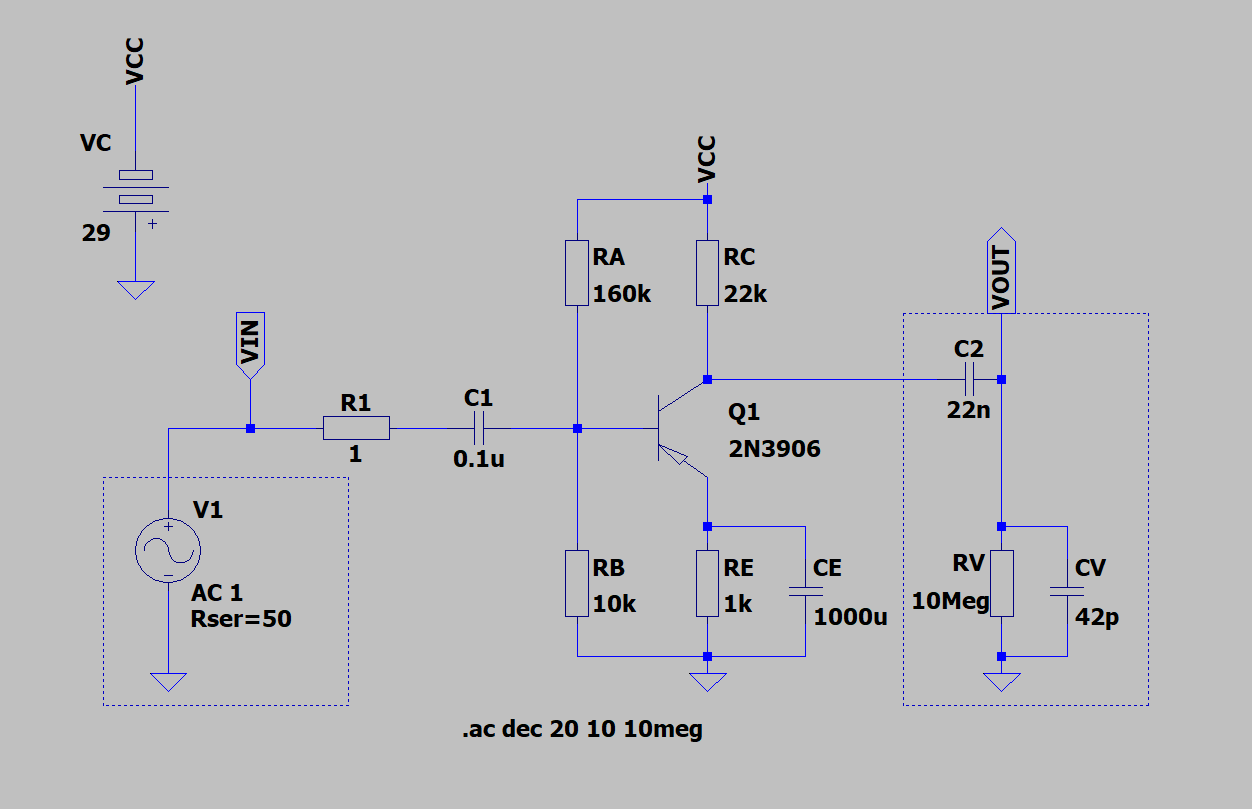 VCC
VC
+
29
VIN
R1
1
C1
0.1u
V1
+
−
AC 1
Rser=50
VCC
RA
160k
RC
22k
Q1
2N3906
RB
10k
RE
1k
CE
1000u
VOUT
C2
22n
RV
10Meg
CV
42p
.ac dec 20 10 10meg